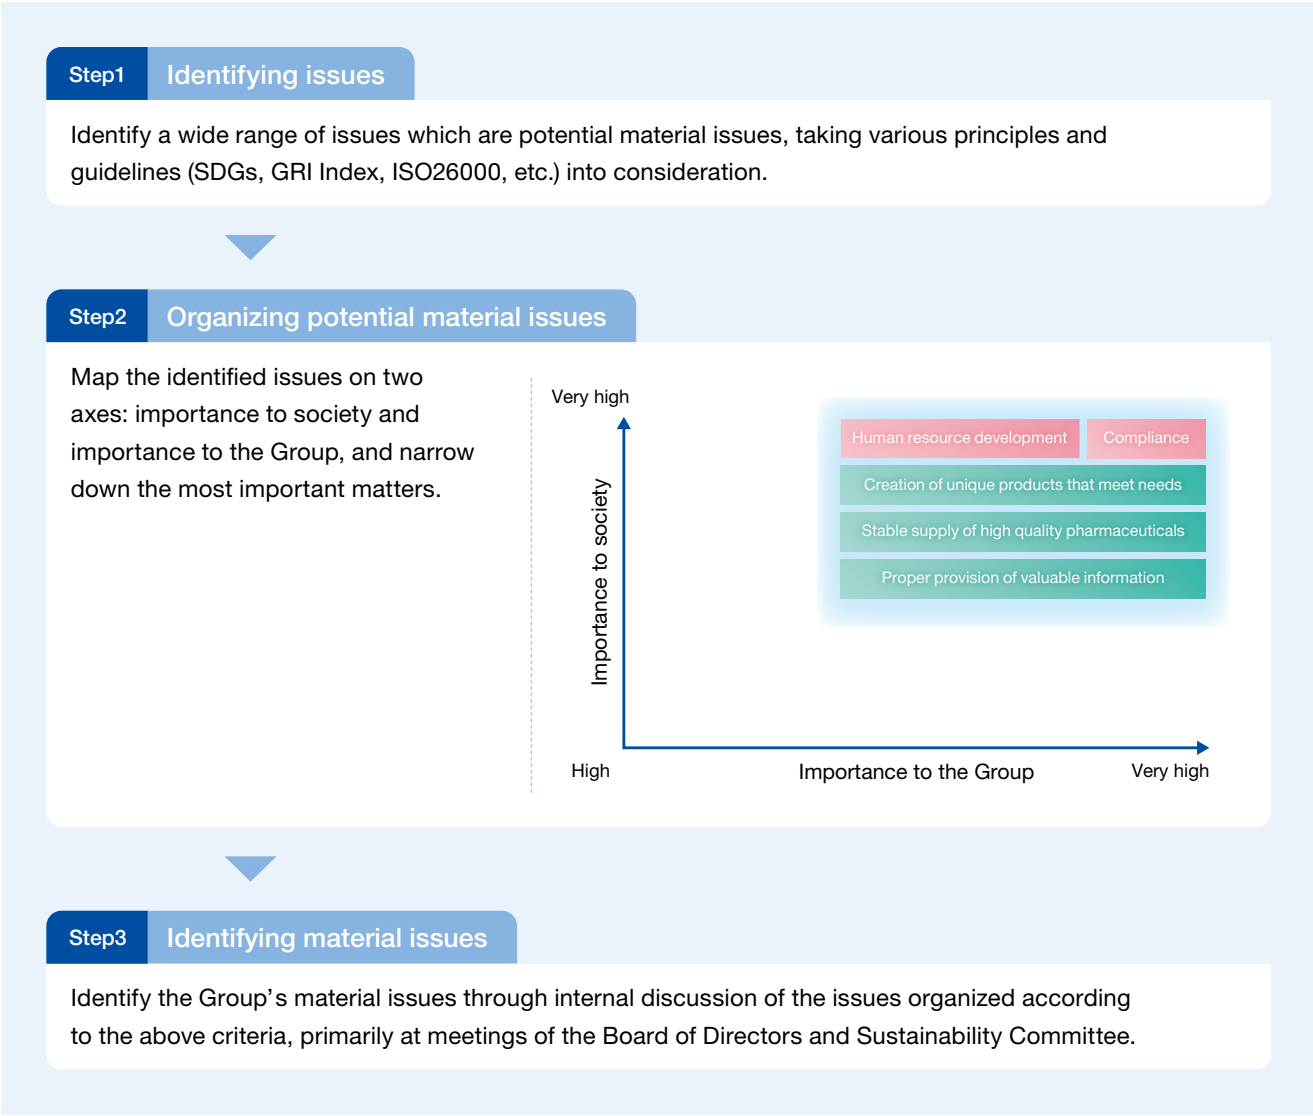 Step1 Identifying issues
Identify a wide range of issues which are potential material issues, taking various principles and
guidelines (SDGs, GRI Index, ISO26000, etc.) into consideration.
Step2 Organizing potential material issues
Map the identified issues on two
axes: importance to society and
importance to the Group, and narrow
down the most important matters.
Very high
Importance to society
Human resource development Compliance
Creation of unique products that meet needs
Stable supply of high quality pharmaceuticals
Proper provision of valuable information
High Importance to the Group Very high
Step3 Identifying material issues
Identify the Group's material issues through internal discussion of the issues organized according
to the above criteria, primarily at meetings of the Board of Directors and Sustainability Committee.